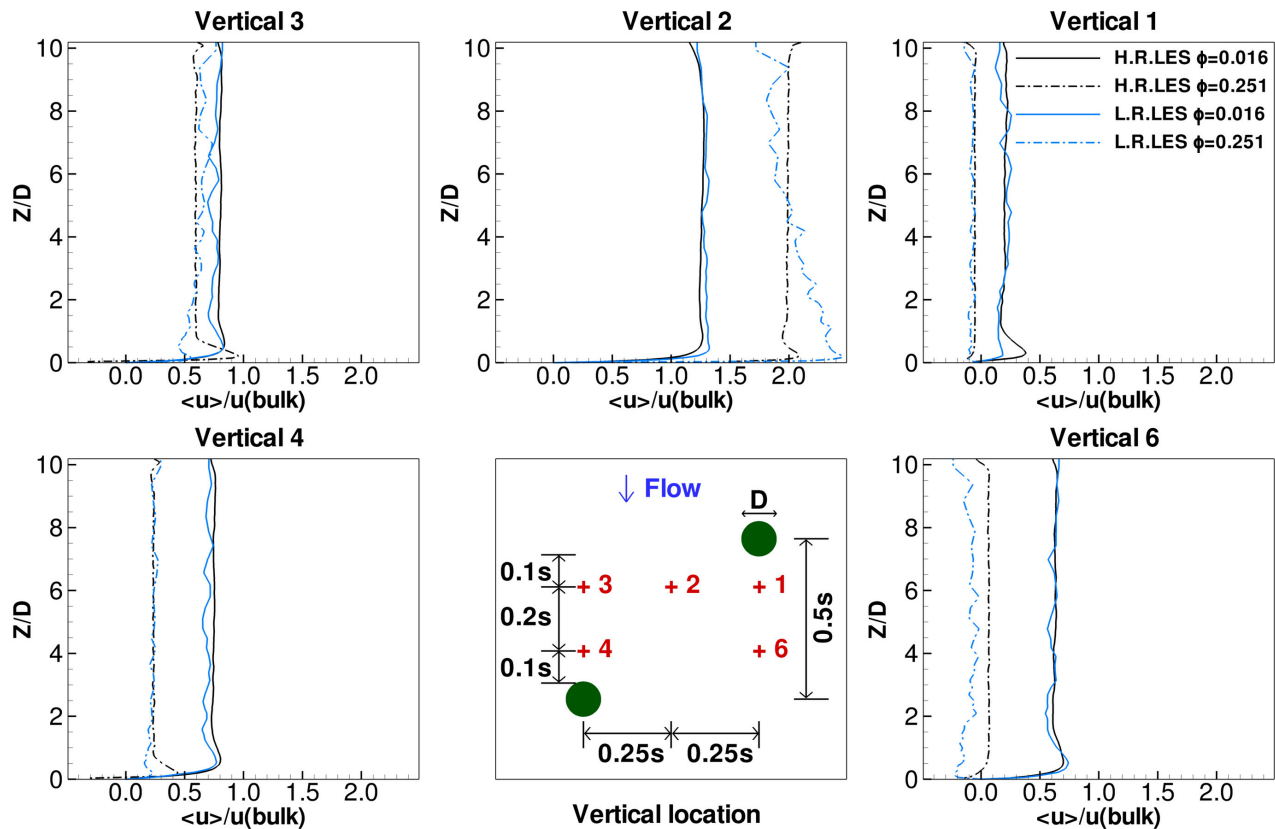 Vertical 3
Vertical 2
Vertical 1
10
8
6
4
2
0
Z/D
0.0 0.5 1.0 1.5 2.0
<u>/u(bulk)
10
8
6
4
2
0
Z/D
0.0 0.5 1.0 1.5 2.0
<u>/u(bulk)
10
8
6
4
2
0
Z/D
0.0 0.5 1.0 1.5 2.0
<u>/u(bulk)
H.R.LES ϕ=0.016
H.R.LES ϕ=0.251
L.R.LES ϕ=0.016
L.R.LES ϕ=0.251
Vertical 4
10
8
6
4
2
0
Z/D
0.0 0.5 1.0 1.5 2.0
<u>/u(bulk)
Flow
D
0.1s
3
2
1
0.2s
0.5s
4
6
0.1s
0.25s 0.25s
Vertical location
Vertical 6
10
8
6
4
2
0
Z/D
0.0 0.5 1.0 1.5 2.0
<u>/u(bulk)